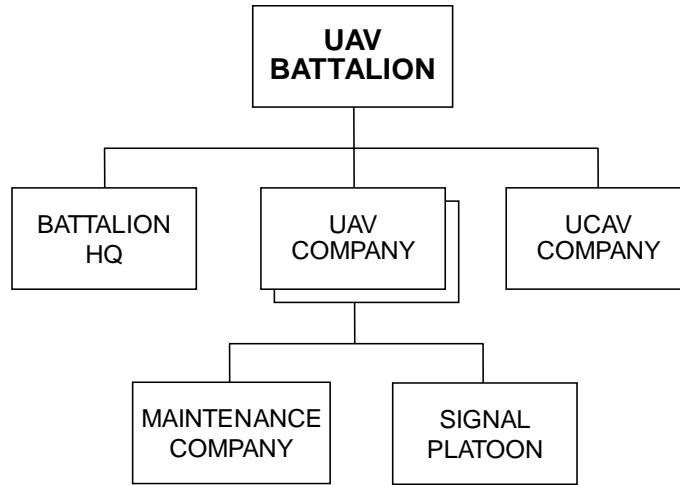 UAV
BATTALION
BATTALION
HQ
UAV
COMPANY
UCAV
COMPANY
MAINTENANCE
COMPANY
SIGNAL
PLATOON